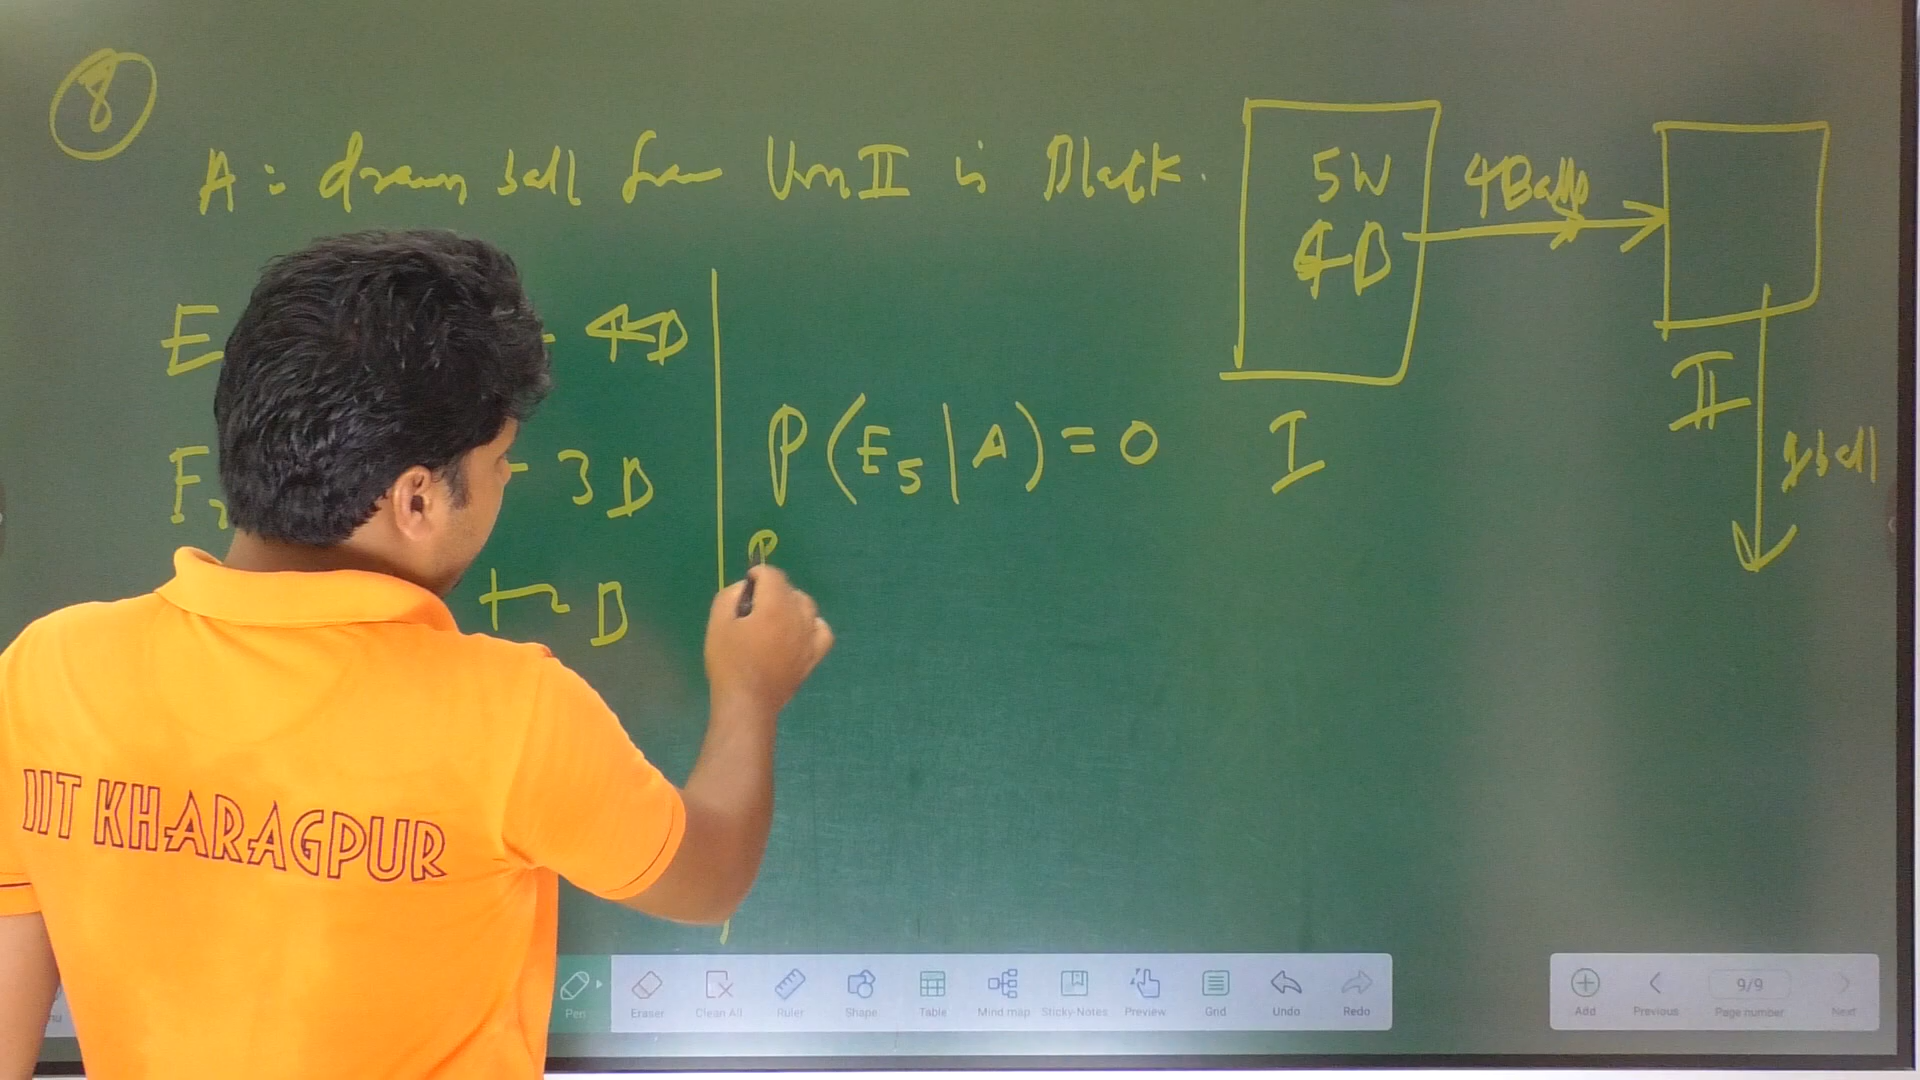 8
A: drawn ball from Urn II is Black.
5W
4B
4 Balls
I
II
ball
E
4B
E₂
3B
+2 B
P(E₅|A) = 0
P
IIT KHARAGPUR
Pen
Eraser
Clean All
Ruler
Shape
Table
Mind map
Sticky-Notes
Preview
Grid
Undo
Redo
Add
Previous
9/9
Page number
Next